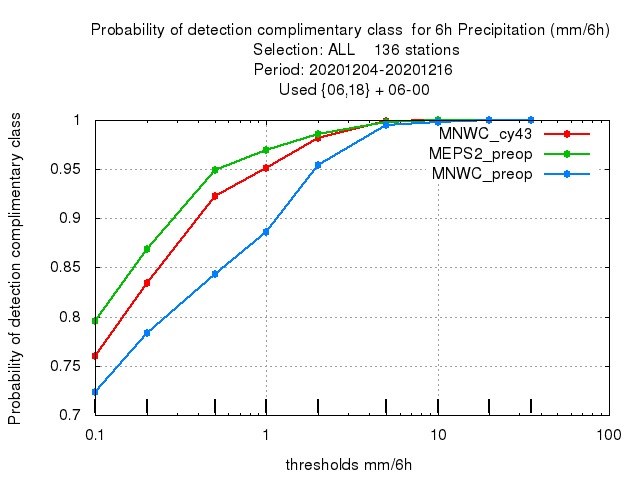 Probability of detection complimentary class for 6h Precipitation (mm/6h)
Selection: ALL 136 stations
Period: 20201204-20201216
Used {06,18} + 06-00
Probability of detection complimentary class
1
0.95
0.9
0.85
0.8
0.75
0.7
MNWC_cy43
MEPS2_preop
MNWC_preop
0.1 1 10 100
thresholds mm/6h